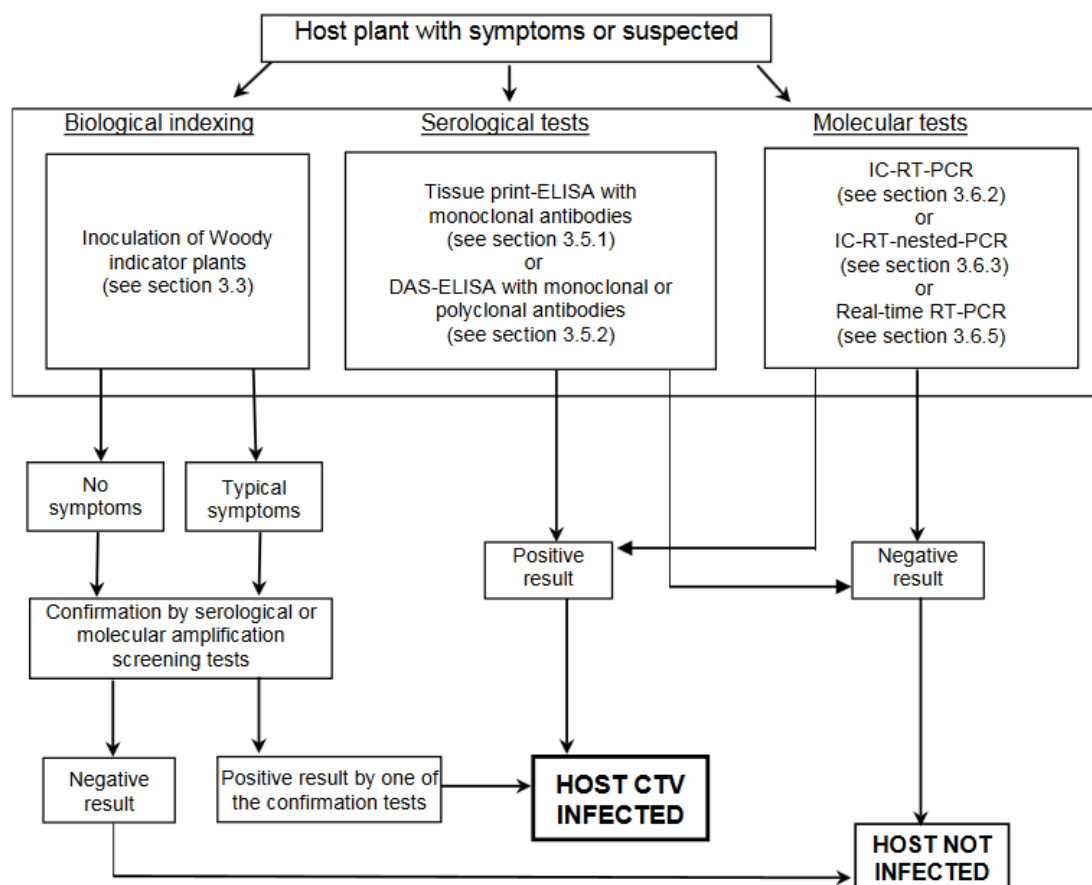 Host plant with symptoms or suspected
Biological indexing
Serological tests
Molecular tests
Inoculation of Woody
indicator plants
(see section 3.3)
Tissue print-ELISA with
monoclonal antibodies
(see section 3.5.1)
or
DAS-ELISA with monoclonal or
polyclonal antibodies
(see section 3.5.2)
IC-RT-PCR
(see section 3.6.2)
or
IC-RT-nested-PCR
(see section 3.6.3)
or
Real-time RT-PCR
(see section 3.6.5)
No
symptoms
Typical
symptoms
Positive
result
Negative
result
Confirmation by serological or
molecular amplification
screening tests
Negative
result
Positive result by one of
the confirmation tests
HOST CTV
INFECTED
HOST NOT
INFECTED